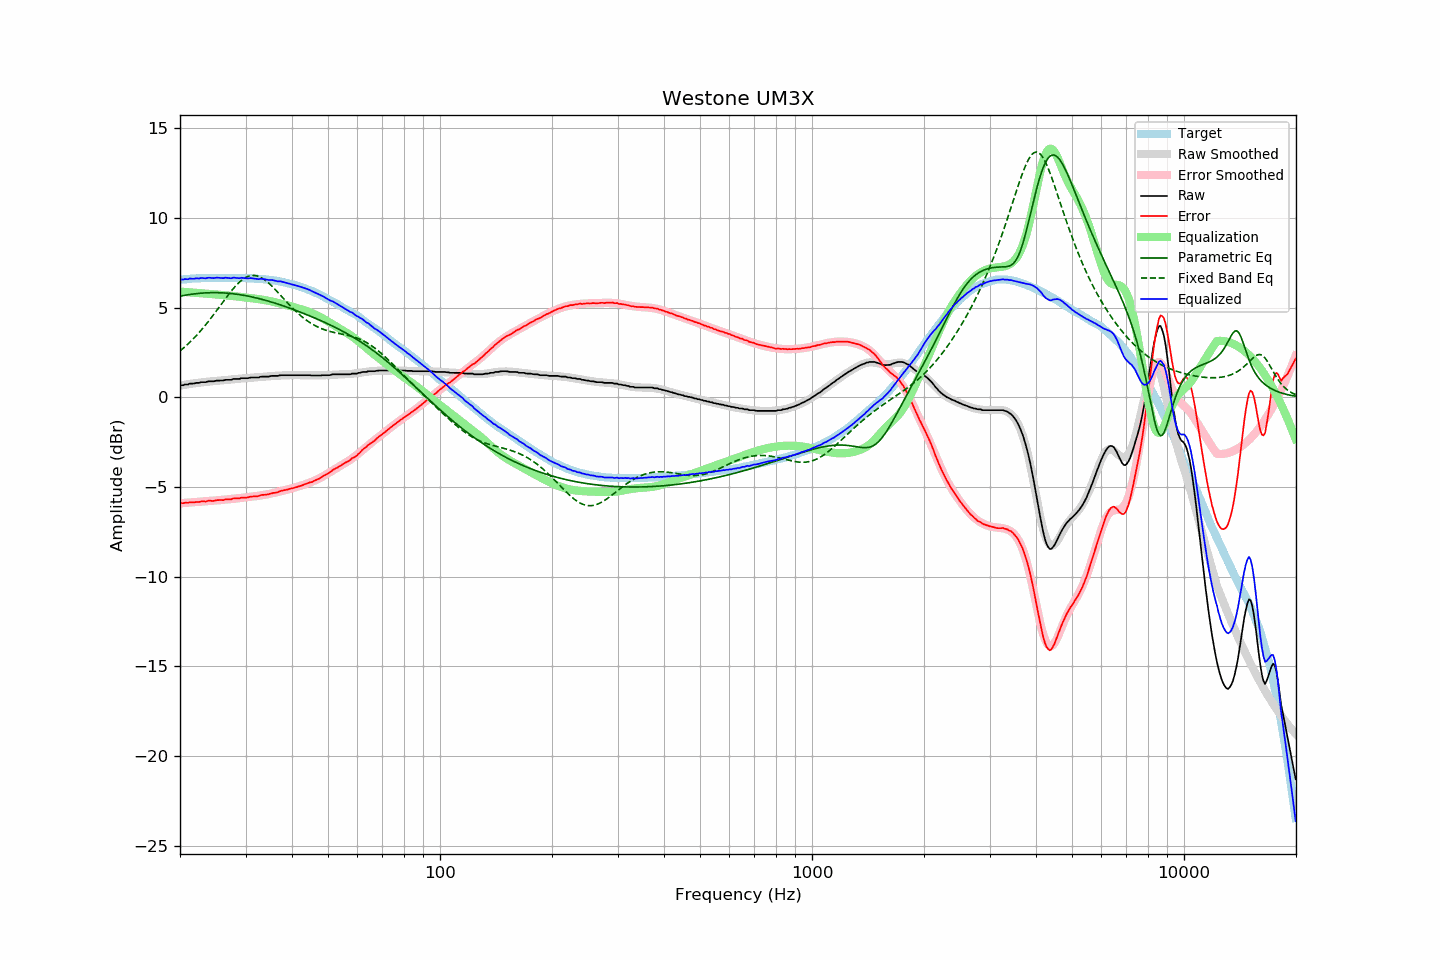 Westone UM3X
Target
Raw Smoothed
Error Smoothed
Raw
Error
Equalization
Parametric Eq
Fixed Band Eq
Equalized
Amplitude (dBr)
15
10
5
0
−5
−10
−15
−20
−25
100 1000 10000
Frequency (Hz)